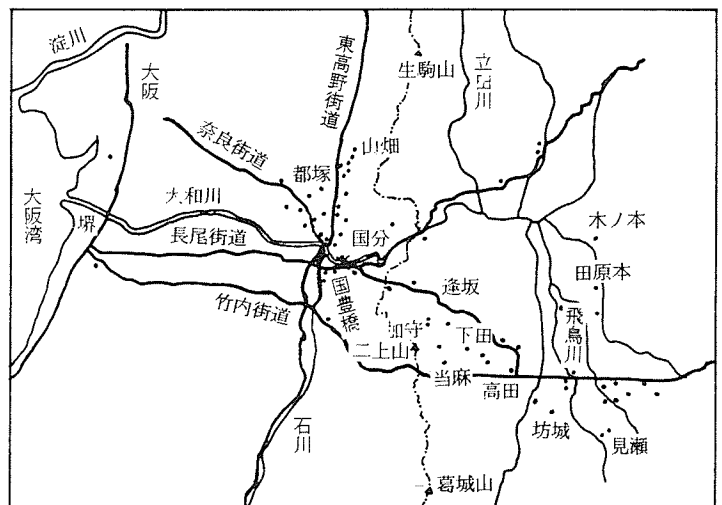 淀川
大阪
東高野街道
生駒山
立田川
奈良街道
山畑
都塚
大和川
大阪湾
堺
長尾街道
国分
木ノ本
田原本
逢坂
国豊橋
竹内街道
加守
下田
飛鳥川
二上山
当麻
高田
石川
坊城
見瀬
葛城山